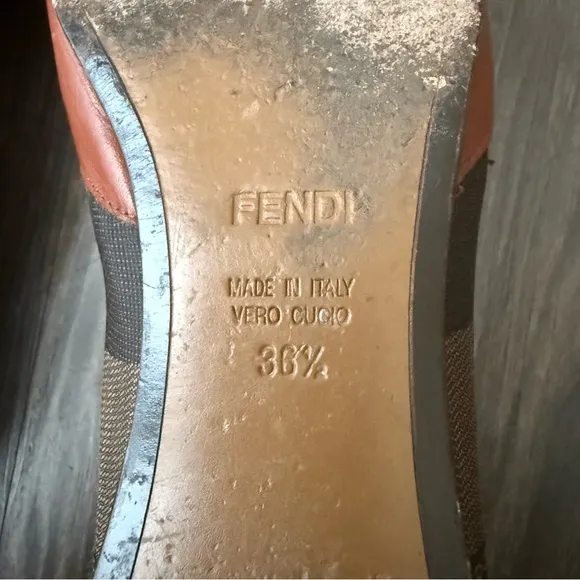 FENDI
MADE IN ITALY
VERO CUOIO
36½